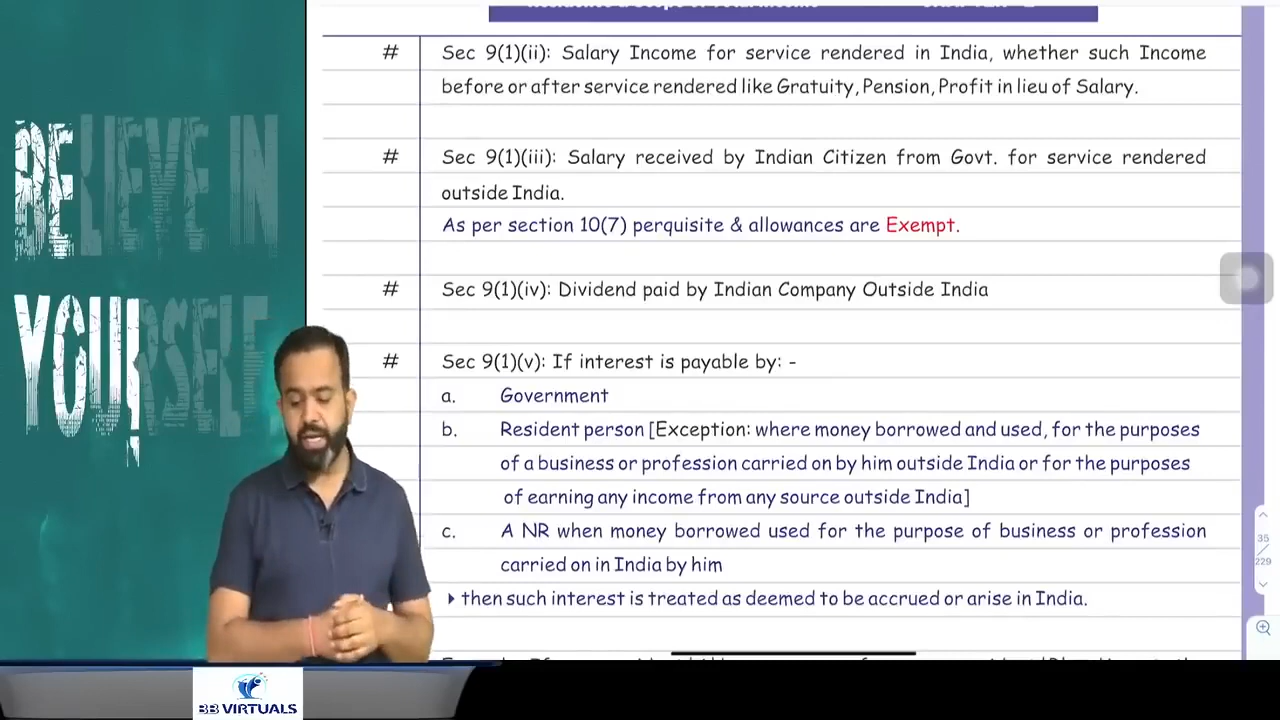 BELIEVE IN
YOURSELF
# Sec 9(1)(ii): Salary Income for service rendered in India, whether such Income
before or after service rendered like Gratuity, Pension, Profit in lieu of Salary.
# Sec 9(1)(iii): Salary received by Indian Citizen from Govt. for service rendered
outside India.
As per section 10(7) perquisite & allowances are Exempt.
# Sec 9(1)(iv): Dividend paid by Indian Company Outside India
# Sec 9(1)(v): If interest is payable by: -
a. Government
b. Resident person [Exception: where money borrowed and used, for the purposes
of a business or profession carried on by him outside India or for the purposes
of earning any income from any source outside India]
c. A NR when money borrowed used for the purpose of business or profession
carried on in India by him
‣ then such interest is treated as deemed to be accrued or arise in India.
35
229
BB VIRTUALS